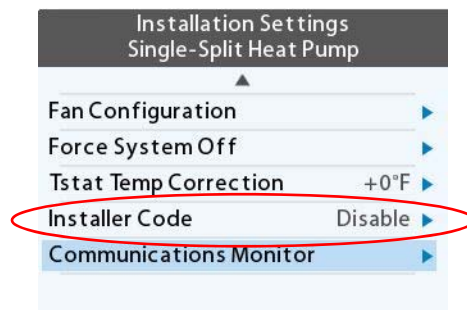 Installation Settings
Single-Split Heat Pump
Fan Configuration
Force System Off
Tstat Temp Correction +0°F
Installer Code Disable
Communications Monitor